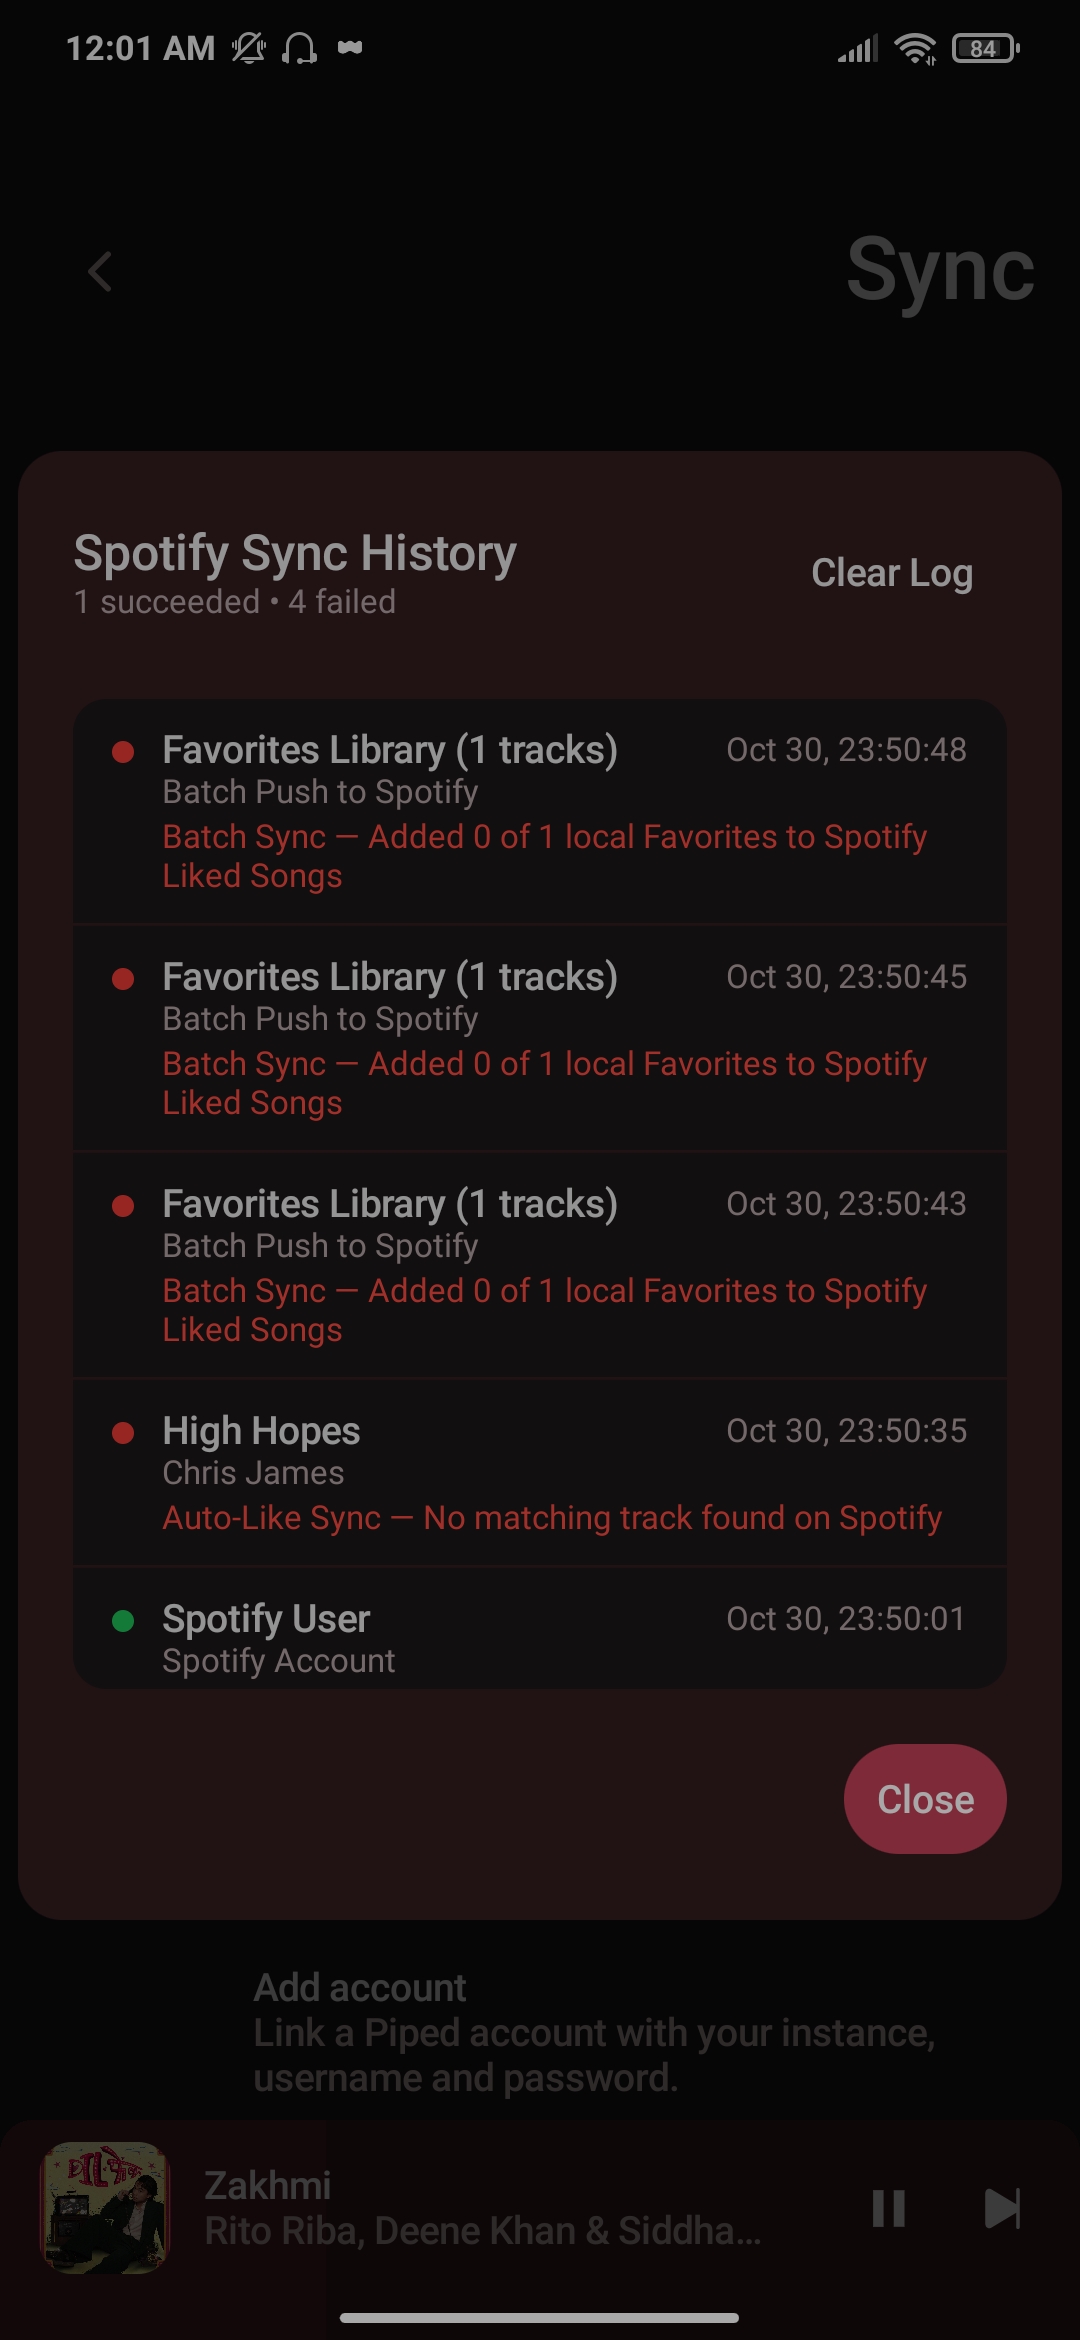 12:01 AM
84
Sync
Spotify Sync History
Clear Log
1 succeeded • 4 failed
Favorites Library (1 tracks)
Oct 30, 23:50:48
Batch Push to Spotify
Batch Sync — Added 0 of 1 local Favorites to Spotify
Liked Songs
Favorites Library (1 tracks)
Oct 30, 23:50:45
Batch Push to Spotify
Batch Sync — Added 0 of 1 local Favorites to Spotify
Liked Songs
Favorites Library (1 tracks)
Oct 30, 23:50:43
Batch Push to Spotify
Batch Sync — Added 0 of 1 local Favorites to Spotify
Liked Songs
High Hopes
Oct 30, 23:50:35
Chris James
Auto-Like Sync — No matching track found on Spotify
Spotify User
Oct 30, 23:50:01
Spotify Account
Close
Add account
Link a Piped account with your instance,
username and password.
Zakhmi
Rito Riba, Deene Khan & Siddha...